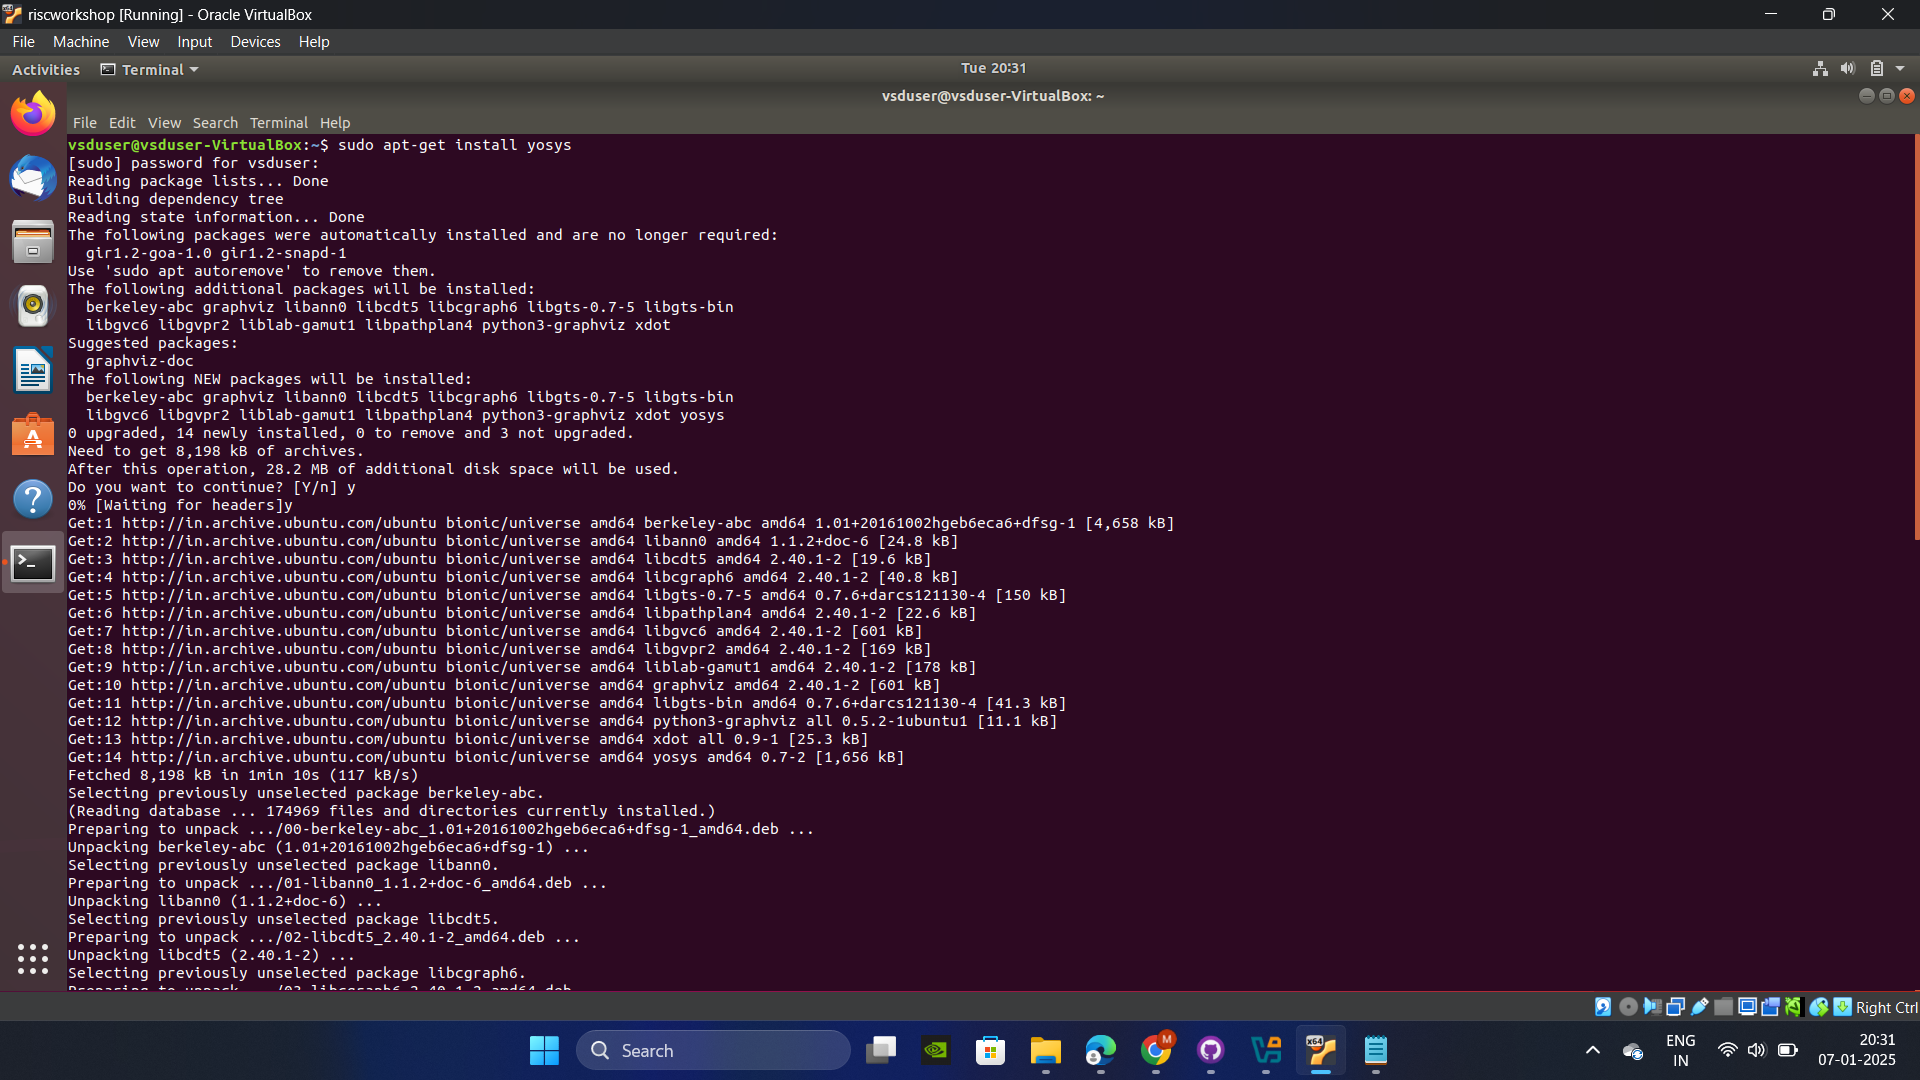 riscworkshop [Running] - Oracle VirtualBox
File Machine View Input Devices Help
Activities Terminal Tue 20:31
vsduser@vsduser-VirtualBox: ~
File Edit View Search Terminal Help
vsduser@vsduser-VirtualBox:~$ sudo apt-get install yosys
[sudo] password for vsduser:
Reading package lists... Done
Building dependency tree
Reading state information... Done
The following packages were automatically installed and are no longer required:
gir1.2-goa-1.0 gir1.2-snapd-1
Use 'sudo apt autoremove' to remove them.
The following additional packages will be installed:
berkeley-abc graphviz libann0 libcdt5 libcgraph6 libgts-0.7-5 libgts-bin
libgvc6 libgvpr2 liblab-gamut1 libpathplan4 python3-graphviz xdot
Suggested packages:
graphviz-doc
The following NEW packages will be installed:
berkeley-abc graphviz libann0 libcdt5 libcgraph6 libgts-0.7-5 libgts-bin
libgvc6 libgvpr2 liblab-gamut1 libpathplan4 python3-graphviz xdot yosys
0 upgraded, 14 newly installed, 0 to remove and 3 not upgraded.
Need to get 8,198 kB of archives.
After this operation, 28.2 MB of additional disk space will be used.
Do you want to continue? [Y/n] y
0% [Waiting for headers]y
Get:1 http://in.archive.ubuntu.com/ubuntu bionic/universe amd64 berkeley-abc amd64 1.01+20161002hgeb6eca6+dfsg-1 [4,658 kB]
Get:2 http://in.archive.ubuntu.com/ubuntu bionic/universe amd64 libann0 amd64 1.1.2+doc-6 [24.8 kB]
Get:3 http://in.archive.ubuntu.com/ubuntu bionic/universe amd64 libcdt5 amd64 2.40.1-2 [19.6 kB]
Get:4 http://in.archive.ubuntu.com/ubuntu bionic/universe amd64 libcgraph6 amd64 2.40.1-2 [40.8 kB]
Get:5 http://in.archive.ubuntu.com/ubuntu bionic/universe amd64 libgts-0.7-5 amd64 0.7.6+darcs121130-4 [150 kB]
Get:6 http://in.archive.ubuntu.com/ubuntu bionic/universe amd64 libpathplan4 amd64 2.40.1-2 [22.6 kB]
Get:7 http://in.archive.ubuntu.com/ubuntu bionic/universe amd64 libgvc6 amd64 2.40.1-2 [601 kB]
Get:8 http://in.archive.ubuntu.com/ubuntu bionic/universe amd64 libgvpr2 amd64 2.40.1-2 [169 kB]
Get:9 http://in.archive.ubuntu.com/ubuntu bionic/universe amd64 liblab-gamut1 amd64 2.40.1-2 [178 kB]
Get:10 http://in.archive.ubuntu.com/ubuntu bionic/universe amd64 graphviz amd64 2.40.1-2 [601 kB]
Get:11 http://in.archive.ubuntu.com/ubuntu bionic/universe amd64 libgts-bin amd64 0.7.6+darcs121130-4 [41.3 kB]
Get:12 http://in.archive.ubuntu.com/ubuntu bionic/universe amd64 python3-graphviz all 0.5.2-1ubuntu1 [11.1 kB]
Get:13 http://in.archive.ubuntu.com/ubuntu bionic/universe amd64 xdot all 0.9-1 [25.3 kB]
Get:14 http://in.archive.ubuntu.com/ubuntu bionic/universe amd64 yosys amd64 0.7-2 [1,656 kB]
Fetched 8,198 kB in 1min 10s (117 kB/s)
Selecting previously unselected package berkeley-abc.
(Reading database ... 174969 files and directories currently installed.)
Preparing to unpack .../00-berkeley-abc_1.01+20161002hgeb6eca6+dfsg-1_amd64.deb ...
Unpacking berkeley-abc (1.01+20161002hgeb6eca6+dfsg-1) ...
Selecting previously unselected package libann0.
Preparing to unpack .../01-libann0_1.1.2+doc-6_amd64.deb ...
Unpacking libann0 (1.1.2+doc-6) ...
Selecting previously unselected package libcdt5.
Preparing to unpack .../02-libcdt5_2.40.1-2_amd64.deb ...
Unpacking libcdt5 (2.40.1-2) ...
Selecting previously unselected package libcgraph6.
Preparing to unpack .../03-libcgraph6_2.40.1-2_amd64.deb ...
Right Ctrl
Search
x64
M
ENG
IN
20:31
07-01-2025